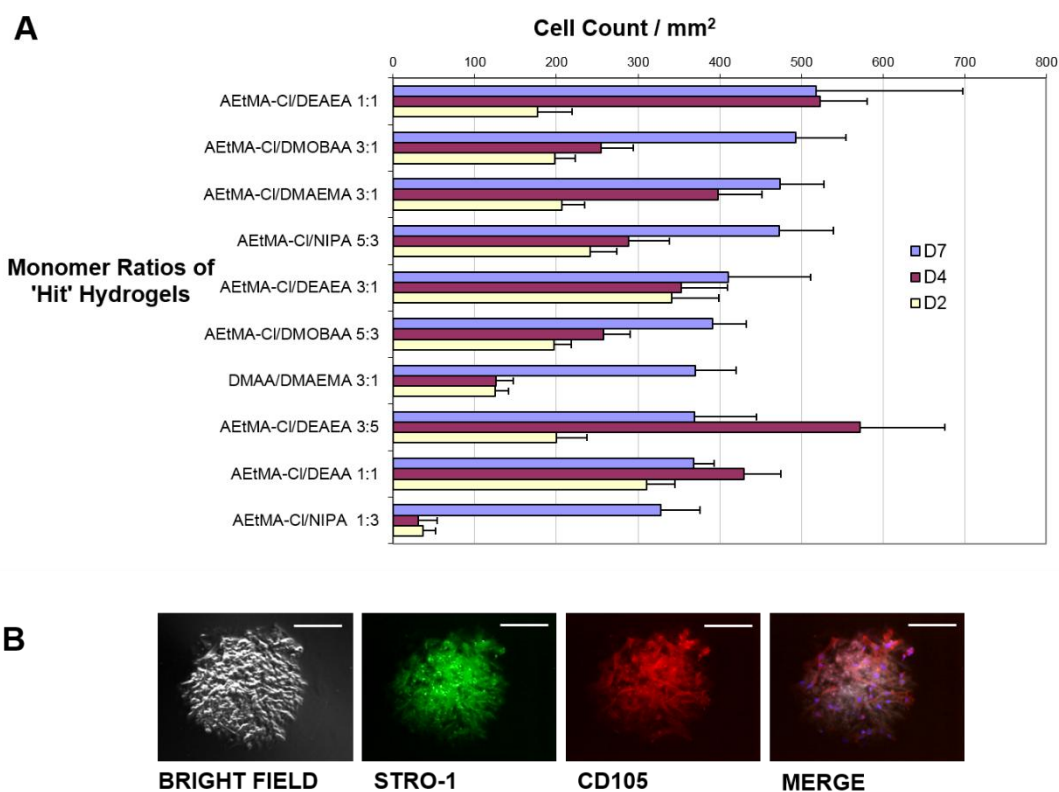 A
Cell Count / mm²
0 100 200 300 400 500 600 700 800
AEtMA-Cl/DEAEA 1:1
AEtMA-Cl/DMOBAA 3:1
AEtMA-Cl/DMAEMA 3:1
AEtMA-Cl/NIPA 5:3
AEtMA-Cl/DEAEA 3:1
AEtMA-Cl/DMOBAA 5:3
DMAA/DMAEMA 3:1
AEtMA-Cl/DEAEA 3:5
AEtMA-Cl/DEAA 1:1
AEtMA-Cl/NIPA 1:3
Monomer Ratios of
'Hit' Hydrogels
D7
D4
D2
B
BRIGHT FIELD
STRO-1
CD105
MERGE